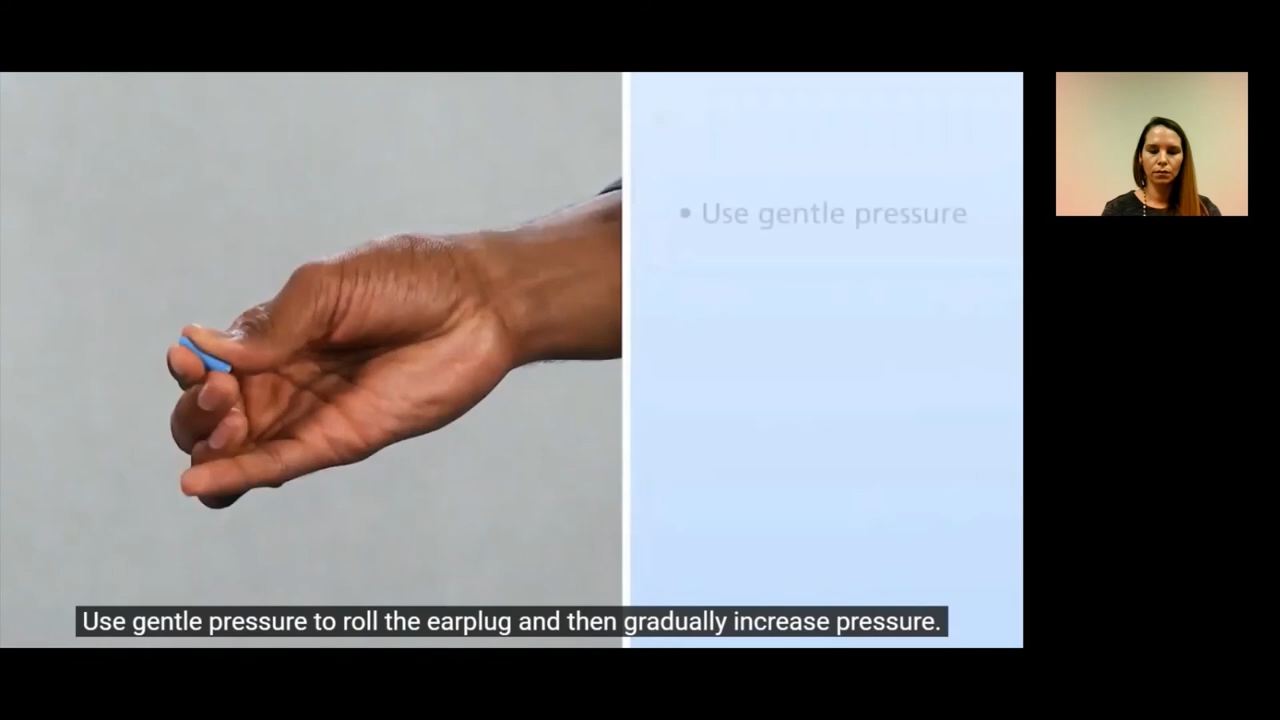 • Use gentle pressure
Use gentle pressure to roll the earplug and then gradually increase pressure.